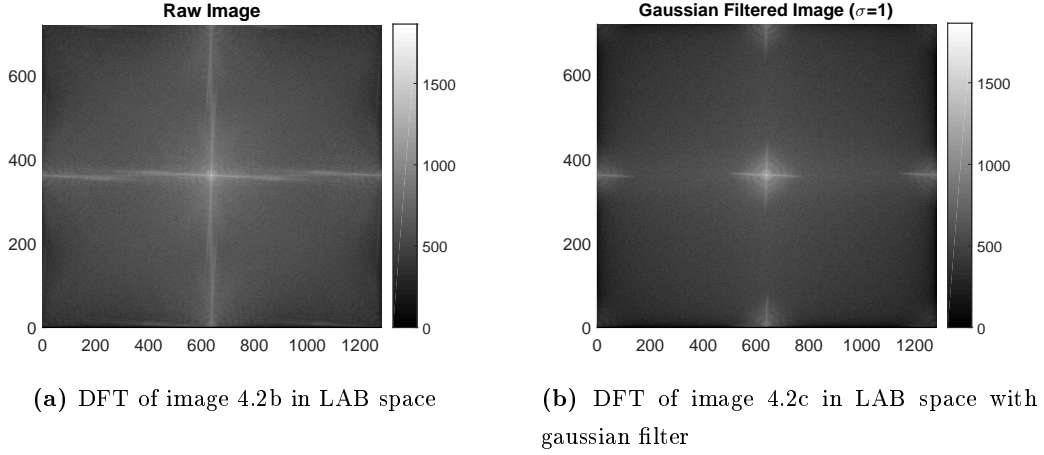 Raw Image
600
400
200
0
0 200 400 600 800 1000 1200
1500
1000
500
0
(a) DFT of image 4.2b in LAB space
Gaussian Filtered Image (σ=1)
600
400
200
0
0 200 400 600 800 1000 1200
1500
1000
500
0
(b) DFT of image 4.2c in LAB space with
gaussian filter